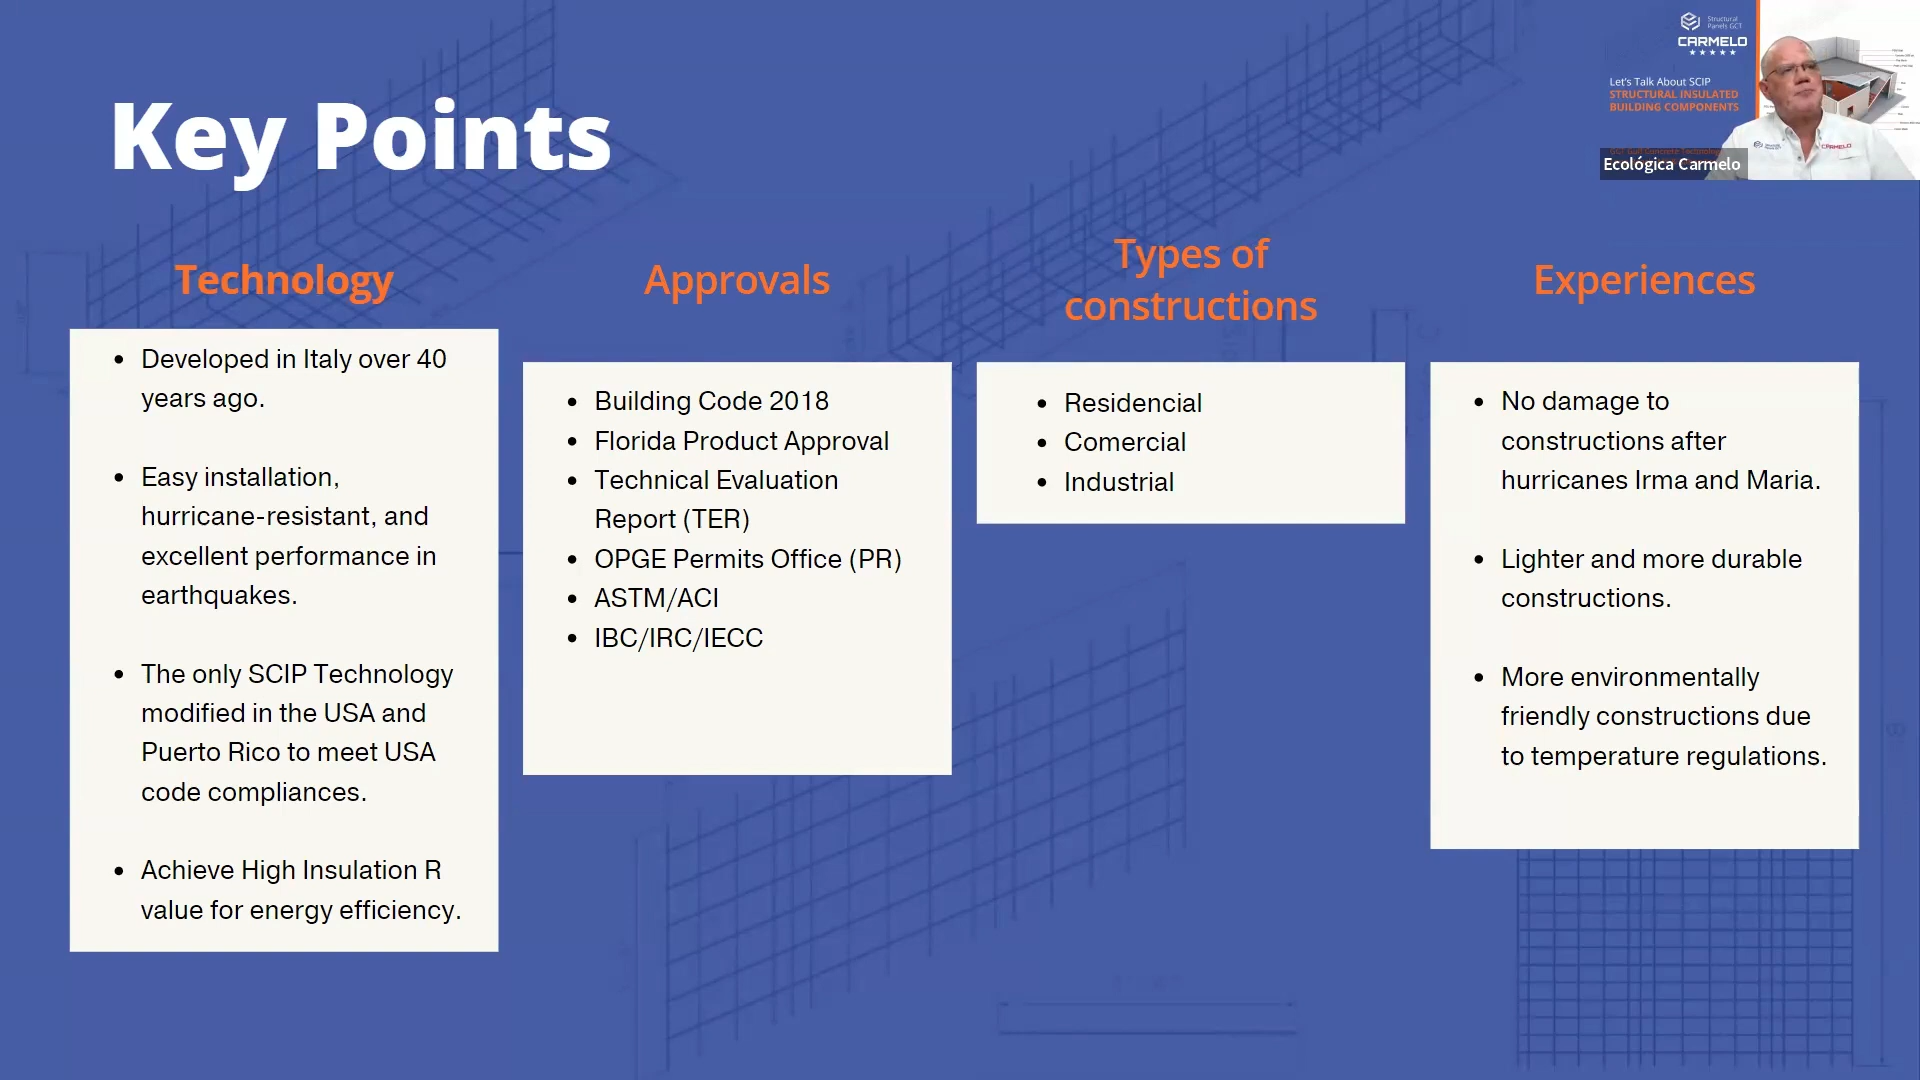 Key Points
Technology
Developed in Italy over 40
years ago.
Easy installation,
hurricane-resistant, and
excellent performance in
earthquakes.
The only SCIP Technology
modified in the USA and
Puerto Rico to meet USA
code compliances.
Achieve High Insulation R
value for energy efficiency.
Approvals
Building Code 2018
Florida Product Approval
Technical Evaluation
Report (TER)
OPGE Permits Office (PR)
ASTM/ACI
IBC/IRC/IECC
Types of
constructions
Residencial
Comercial
Industrial
Experiences
No damage to
constructions after
hurricanes Irma and Maria.
Lighter and more durable
constructions.
More environmentally
friendly constructions due
to temperature regulations.
Structural
Panels GCT
CARMELO
Let's Talk About SCIP
STRUCTURAL INSULATED
BUILDING COMPONENTS
Ecológica Carmelo
CARMELO